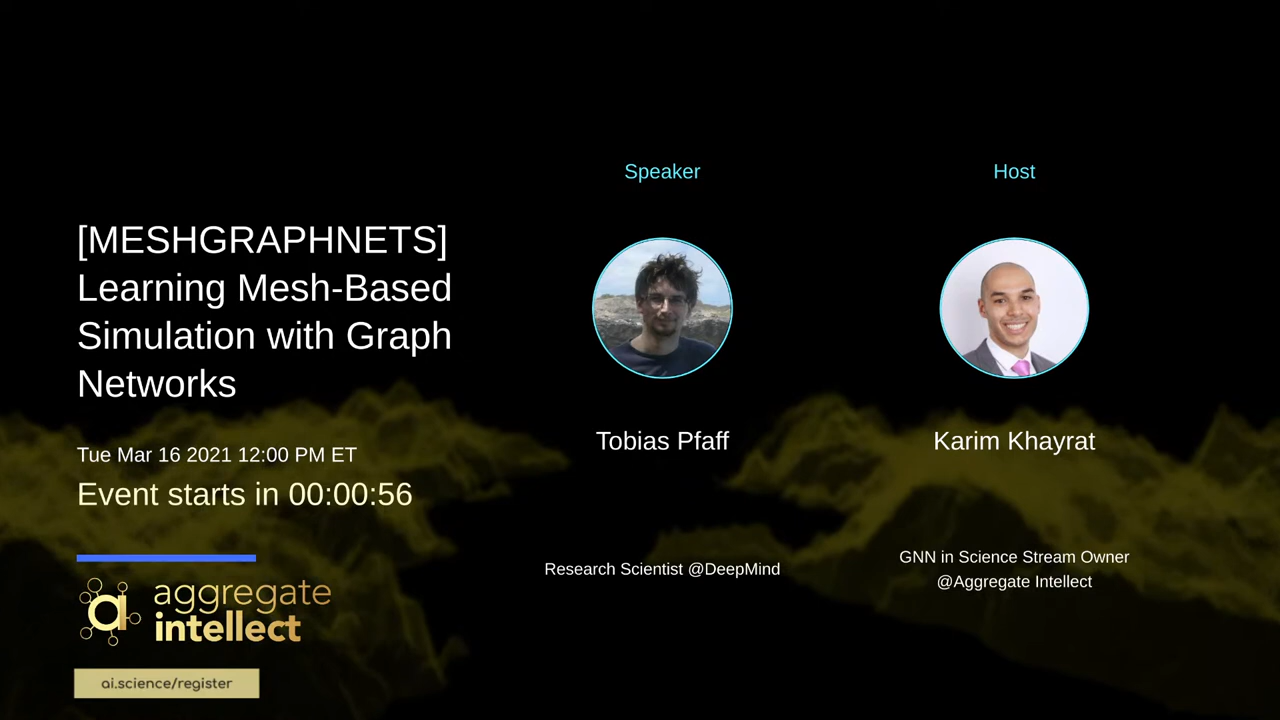 [MESHGRAPHNETS]
Learning Mesh-Based
Simulation with Graph
Networks
Tue Mar 16 2021 12:00 PM ET
Event starts in 00:00:56
aggregate
intellect
ai.science/register
Speaker
Tobias Pfaff
Research Scientist @DeepMind
Host
Karim Khayrat
GNN in Science Stream Owner
@Aggregate Intellect